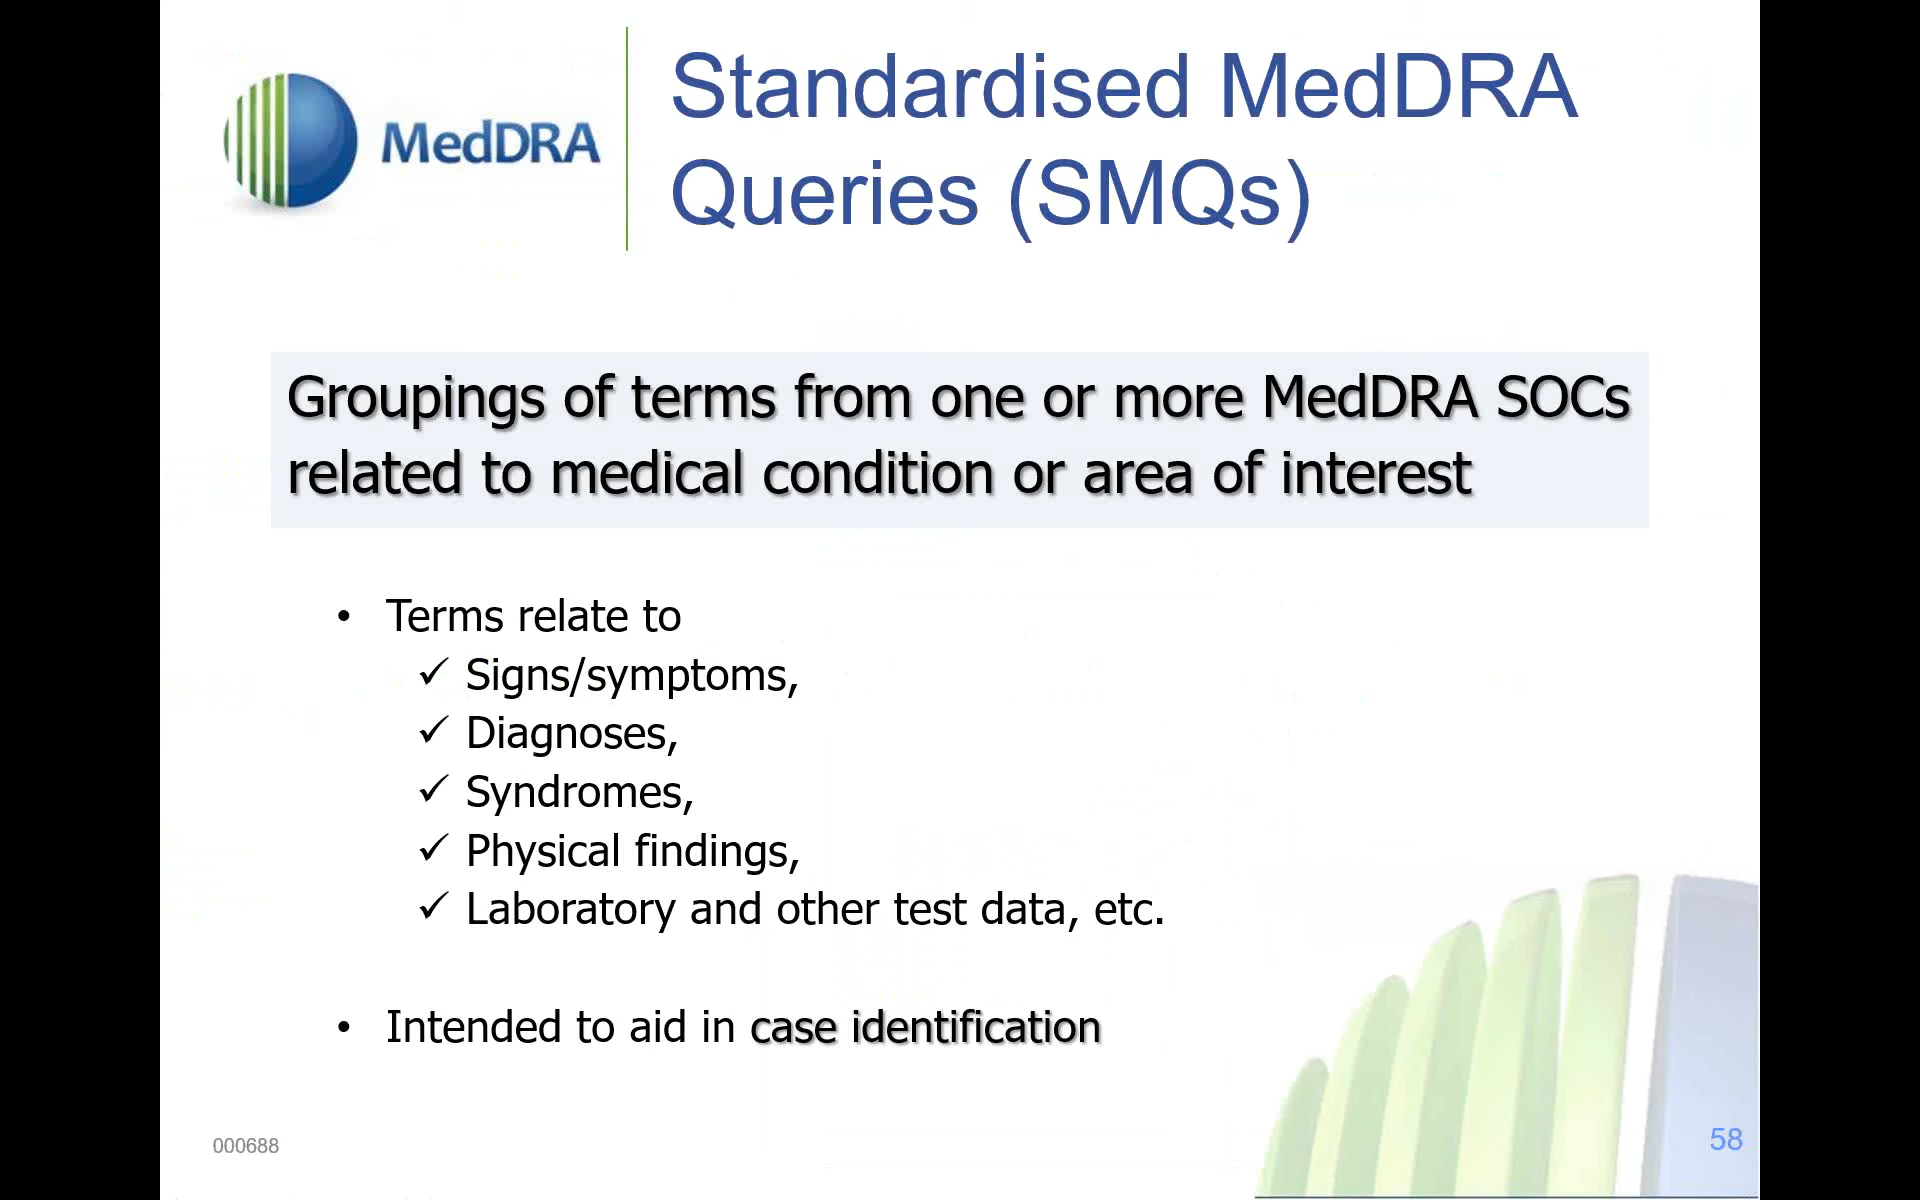 MedDRA
Standardised MedDRA
Queries (SMQs)
Groupings of terms from one or more MedDRA SOCs
related to medical condition or area of interest
• Terms relate to
✓ Signs/symptoms,
✓ Diagnoses,
✓ Syndromes,
✓ Physical findings,
✓ Laboratory and other test data, etc.
• Intended to aid in case identification
000688
58